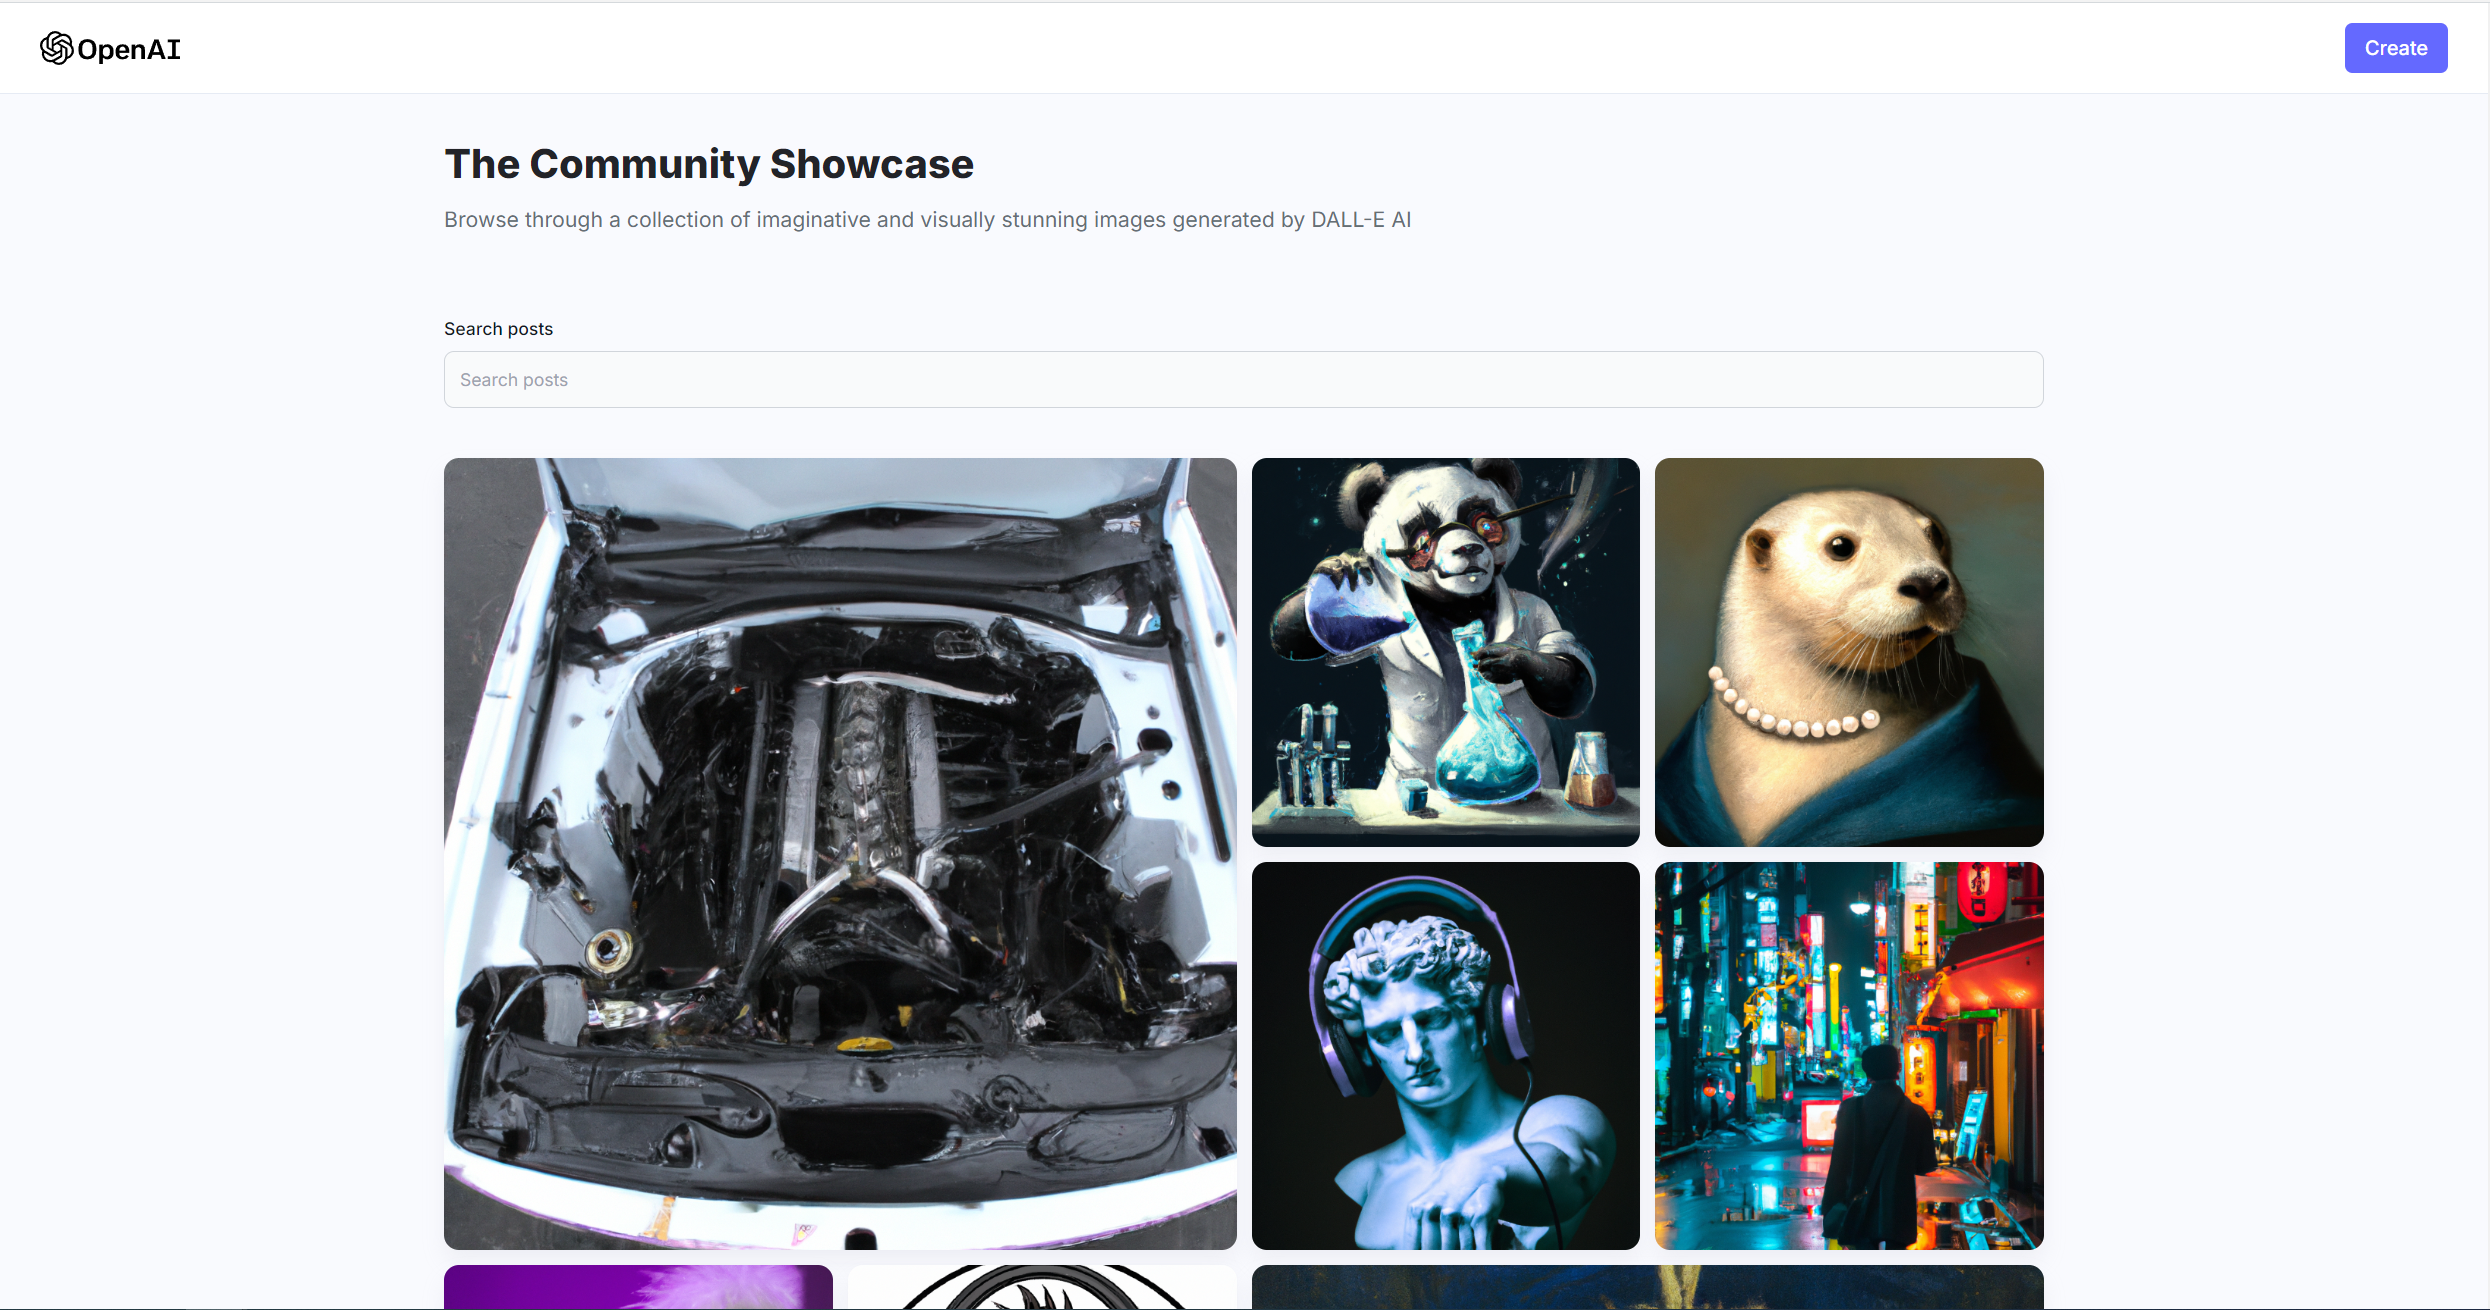 OpenAI
Create
The Community Showcase
Browse through a collection of imaginative and visually stunning images generated by DALL-E AI
Search posts
Search posts